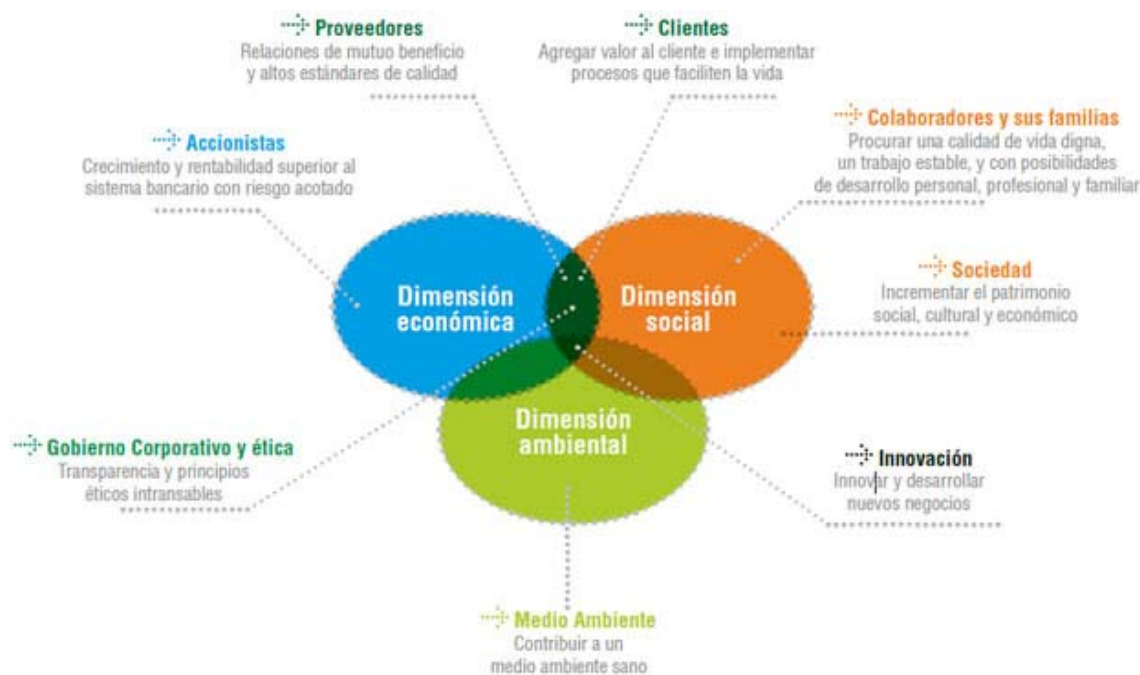 Proveedores
Relaciones de mutuo beneficio
y altos estándares de calidad
Clientes
Agregar valor al cliente e implementar
procesos que faciliten la vida
Accionistas
Crecimiento y rentabilidad superior al
sistema bancario con riesgo acotado
Colaboradores y sus familias
Procurar una calidad de vida digna,
un trabajo estable, y con posibilidades
de desarrollo personal, profesional y familiar
Dimensión
económica
Dimensión
social
Sociedad
Incrementar el patrimonio
social, cultural y económico
Dimensión
ambiental
Gobierno Corporativo y ética
Transparencia y principios
éticos intransables
Innovación
Innovar y desarrollar
nuevos negocios
Medio Ambiente
Contribuir a un
medio ambiente sano